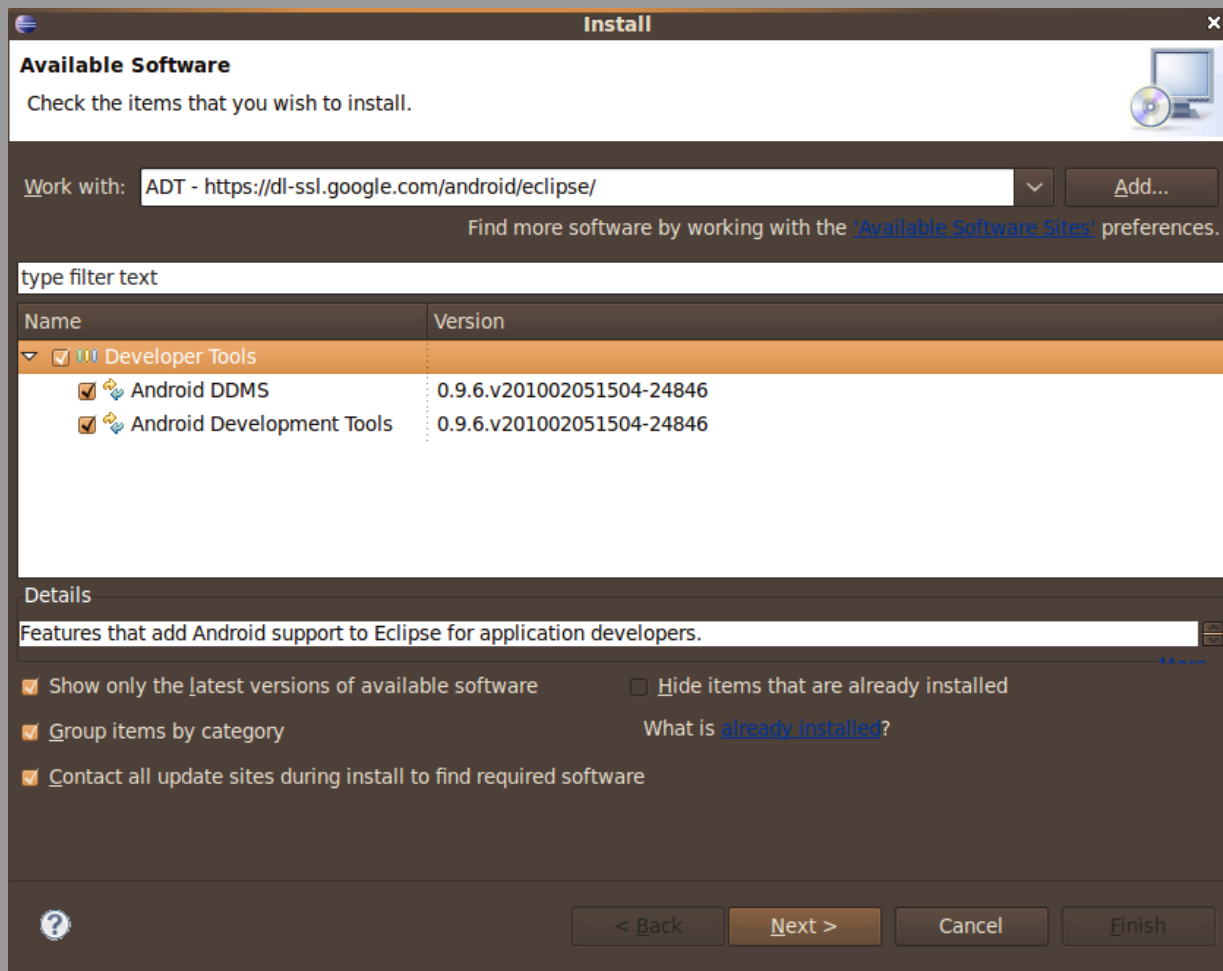 Install
Available Software
Check the items that you wish to install.
Work with: ADT - https://dl-ssl.google.com/android/eclipse/ Add...
Find more software by working with the 'Available Software Sites' preferences.
type filter text
Name Version
Developer Tools
Android DDMS 0.9.6.v201002051504-24846
Android Development Tools 0.9.6.v201002051504-24846
Details
Features that add Android support to Eclipse for application developers.
More
Show only the latest versions of available software Hide items that are already installed
Group items by category What is already installed?
Contact all update sites during install to find required software
< Back Next > Cancel Finish